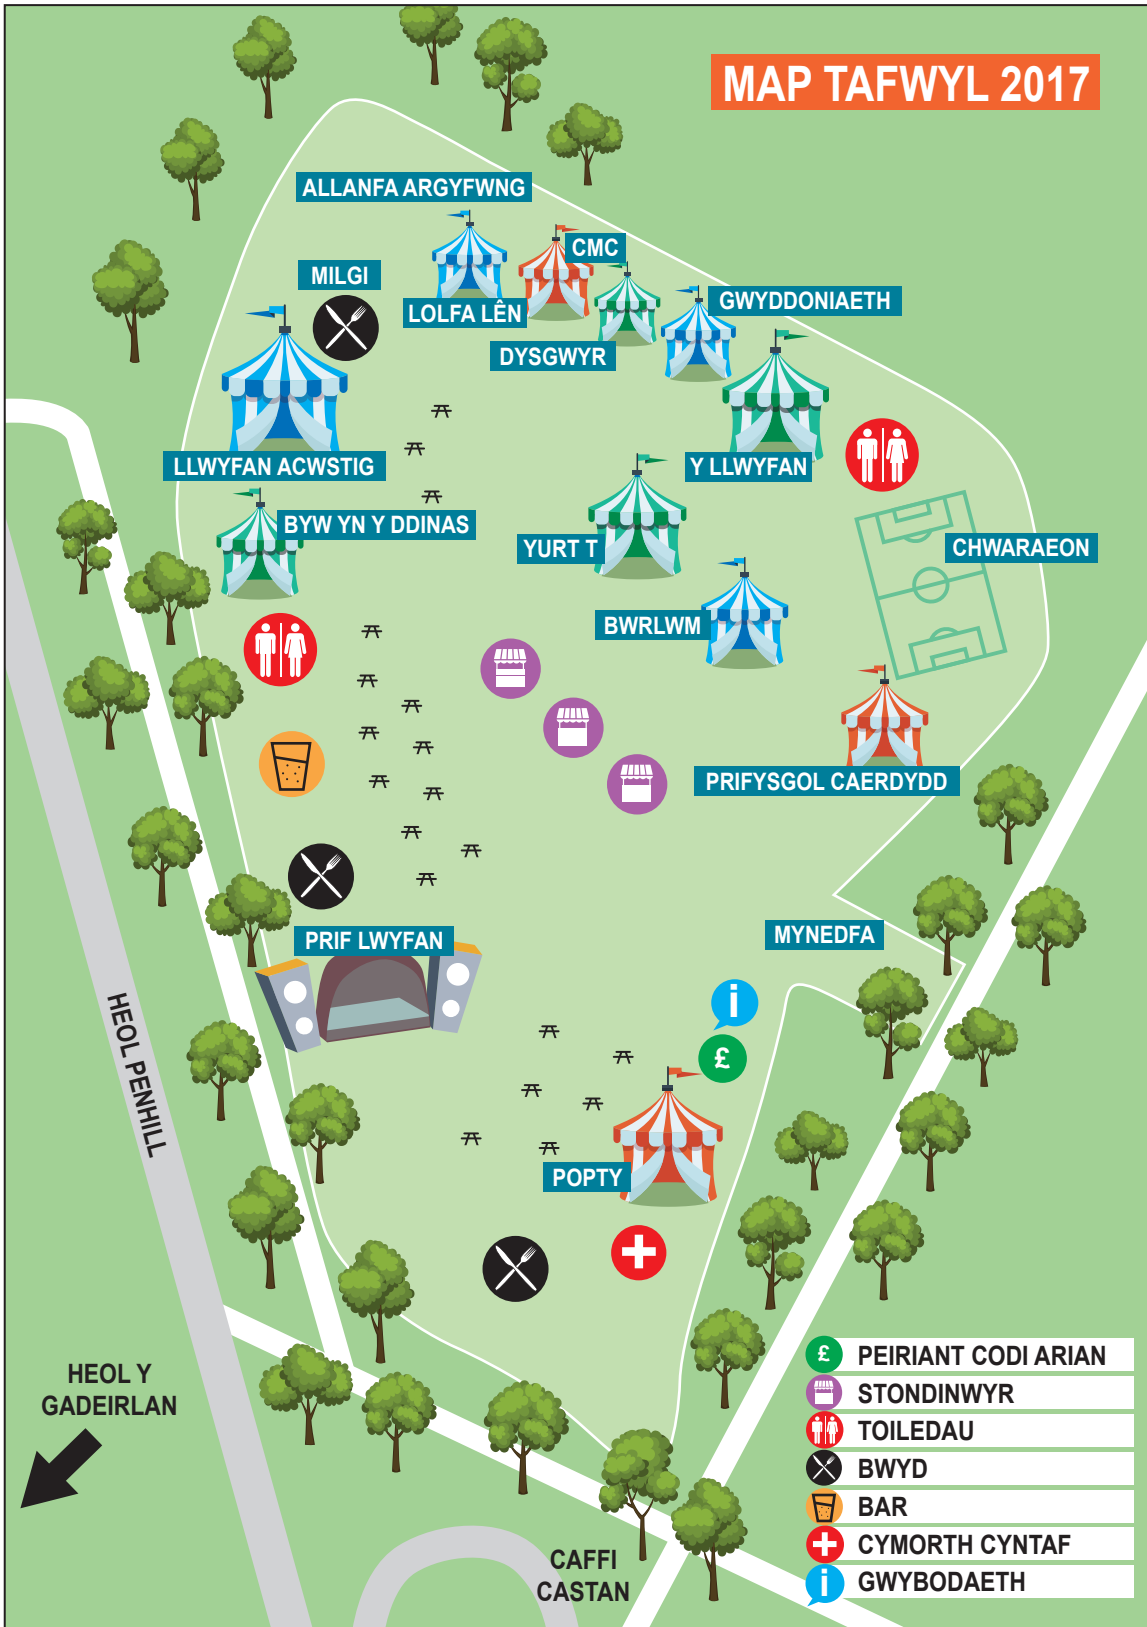 MAP TAFWYL 2017
ALLANFA ARGYFWNG
CMC
MILGI
LOLFA LÊN
GWYDDONIAETH
DYSGWYR
LLWYFAN ACWSTIG
Y LLWYFAN
BYW YN Y DDINAS
YURT T
CHWARAEON
BWRLWM
PRIFYSGOL CAERDYDD
PRIF LWYFAN
MYNEDFA
i
£
HEOL PENHILL
POPTY
HEOL Y
GADEIRLAN
CAFFI
CASTAN
£ PEIRIANT CODI ARIAN
STONDINWYR
TOILEDAU
BWYD
BAR
CYMORTH CYNTAF
i GWYBODAETH